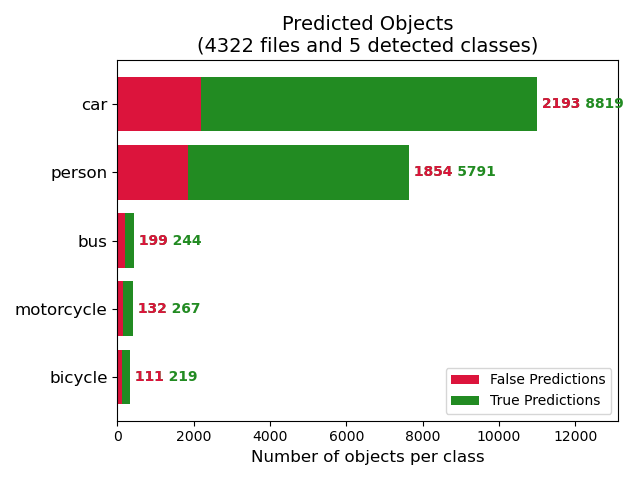 Predicted Objects
(4322 files and 5 detected classes)
car
2193 8819
person
1854 5791
bus
199 244
motorcycle
132 267
bicycle
111 219
False Predictions
True Predictions
0 2000 4000 6000 8000 10000 12000
Number of objects per class